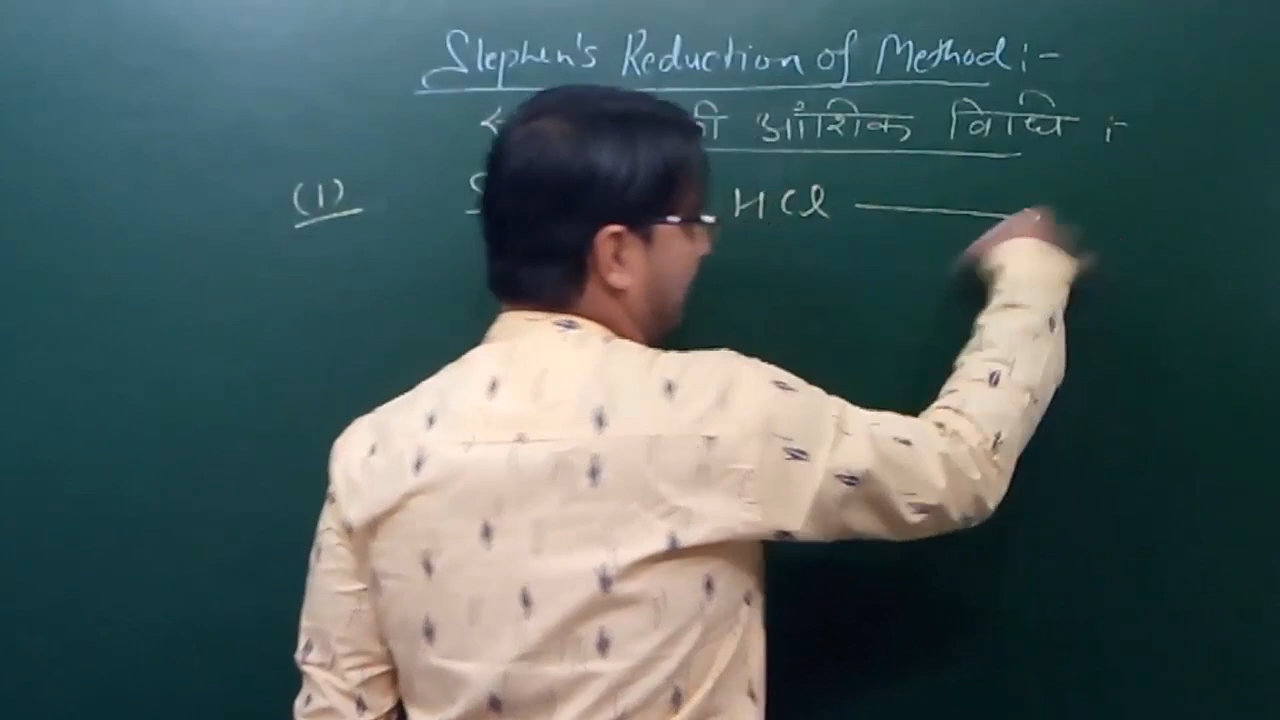 Stephen's Reduction of Method :-
की आंशिक विधि :-
(1) HCl